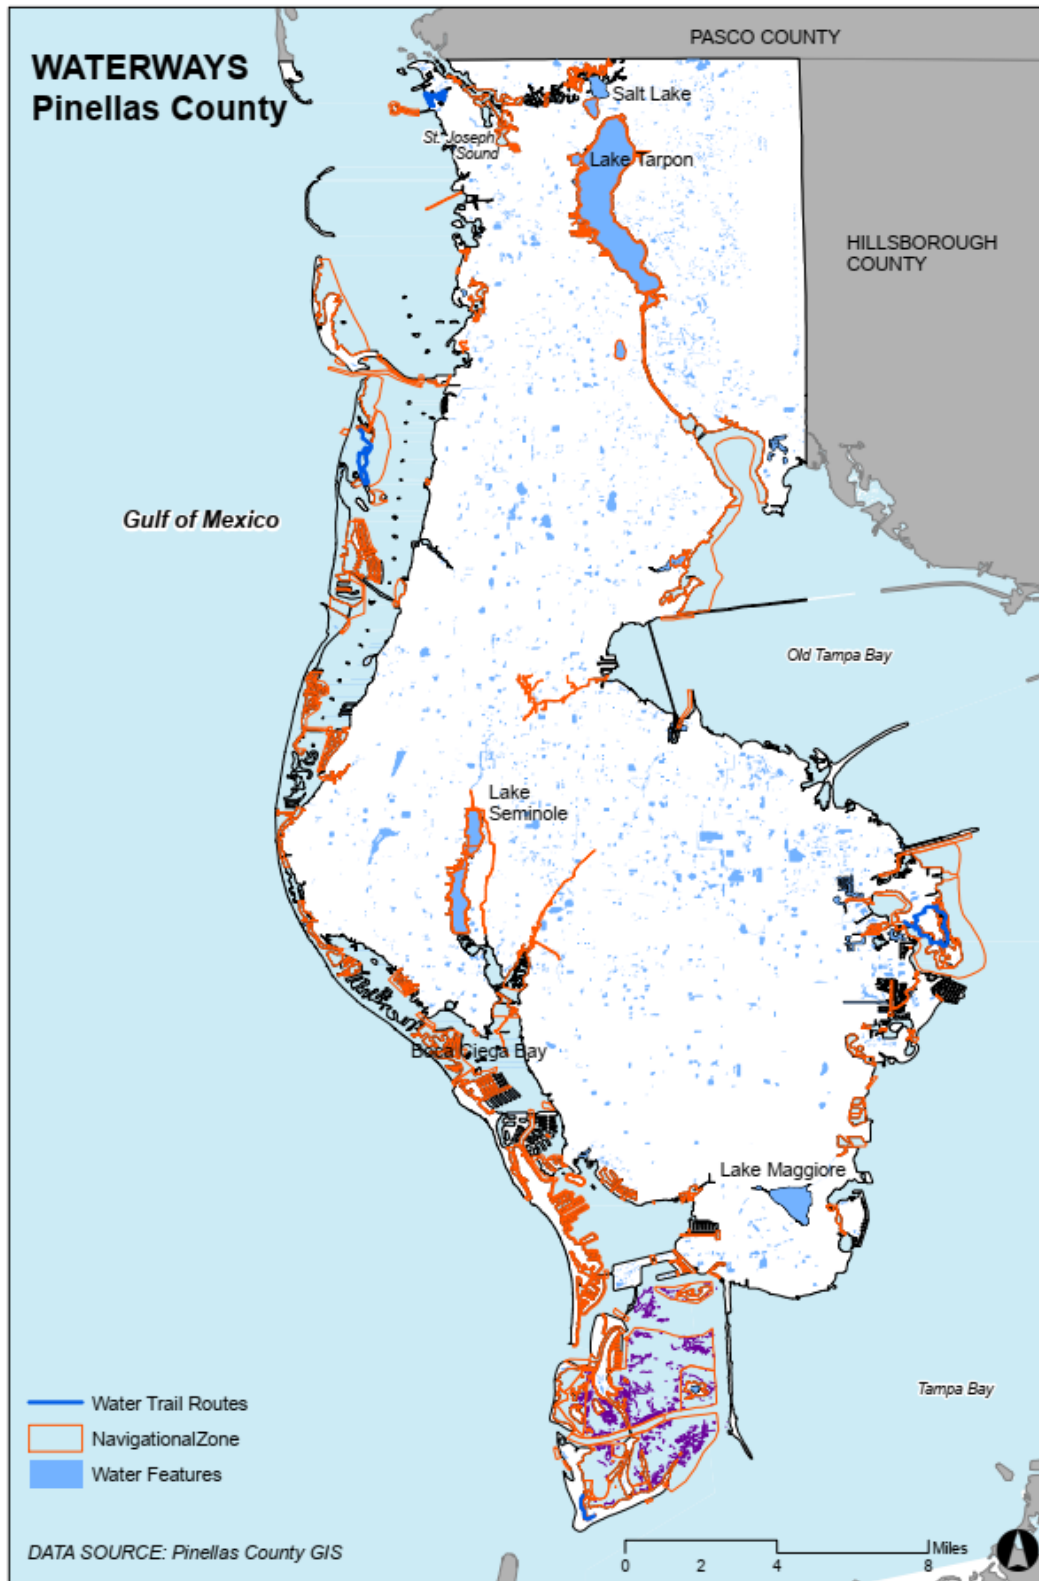 WATERWAYS
Pinellas County
PASCO COUNTY
Salt Lake
St. Joseph
Sound
Lake Tarpon
HILLSBOROUGH
COUNTY
Gulf of Mexico
Old Tampa Bay
Lake
Seminole
Boca Ciega Bay
Lake Maggiore
Tampa Bay
Water Trail Routes
NavigationalZone
Water Features
DATA SOURCE: Pinellas County GIS
Miles
0 2 4 8